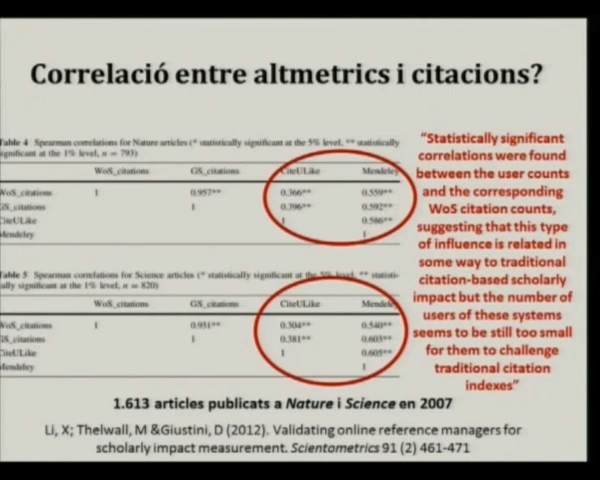 Correlació entre altmetrics i citacions?
Table 4 Spearman correlations for Nature articles (* statistically significant at the 5% level, ** statistically
significant at the 1% level, n = 793)
WoS_citations GS_citations CiteULike Mendeley
WoS_citations 1 0.957** 0.366** 0.559**
GS_citations 1 0.396** 0.592**
CiteULike 1 0.586**
Mendeley 1
Table 5 Spearman correlations for Science articles (* statistically significant at the 5% level, ** statisti-
cally significant at the 1% level, n = 820)
WoS_citations GS_citations CiteULike Mendeley
WoS_citations 1 0.931** 0.304** 0.540**
GS_citations 1 0.381** 0.603**
CiteULike 1 0.605**
Mendeley 1
“Statistically significant
correlations were found
between the user counts
and the corresponding
WoS citation counts,
suggesting that this type
of influence is related in
some way to traditional
citation-based scholarly
impact but the number of
users of these systems
seems to be still too small
for them to challenge
traditional citation
indexes”
1.613 articles publicats a Nature i Science en 2007
Li, X; Thelwall, M &Giustini, D (2012). Validating online reference managers for
scholarly impact measurement. Scientometrics 91 (2) 461-471